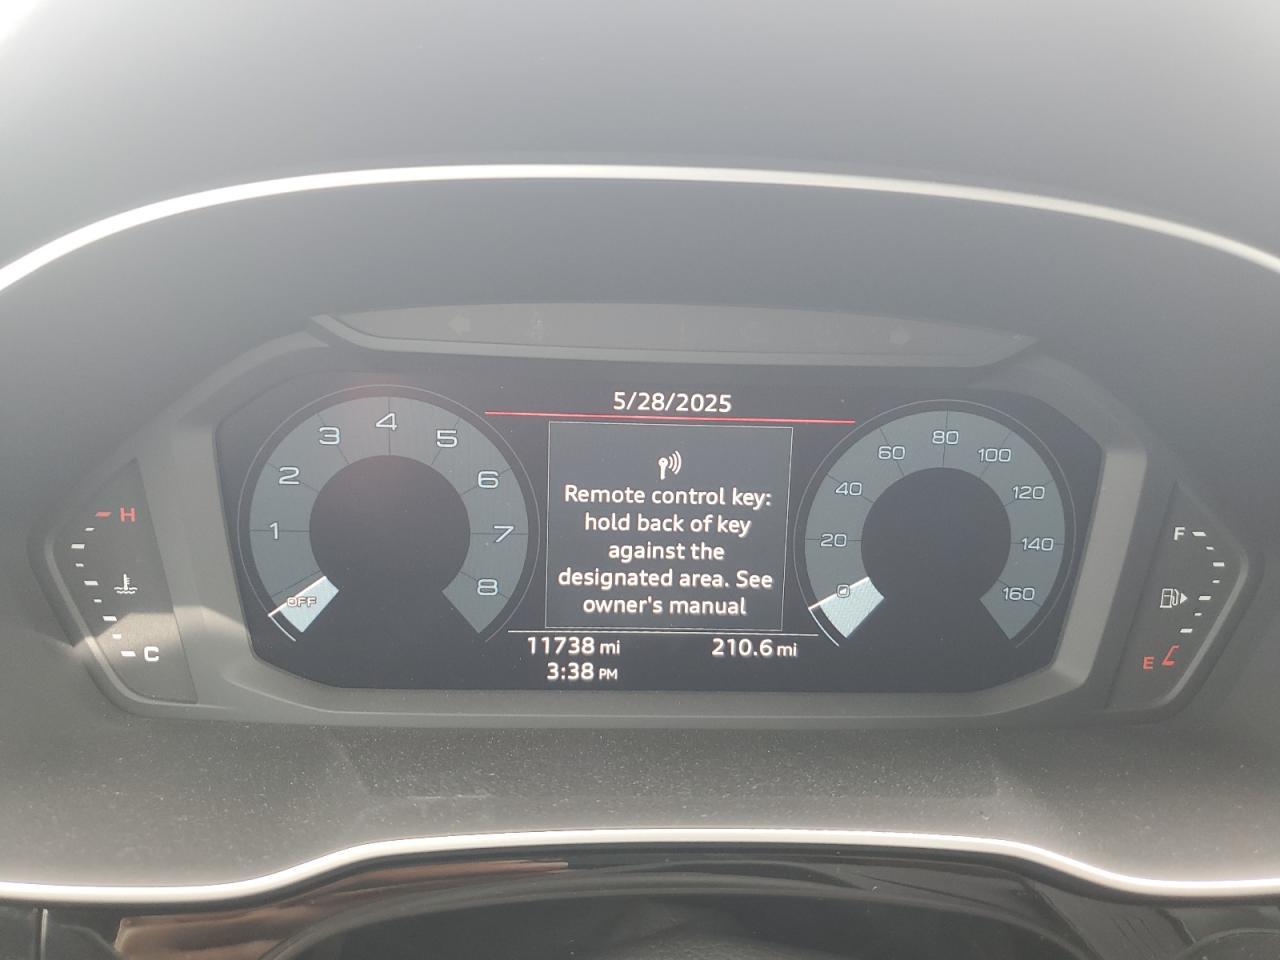 5/28/2025
Remote control key:
hold back of key
against the
designated area. See
owner's manual
11738 mi
210.6 mi
3:38 PM
OFF
1
2
3
4
5
6
7
8
0
20
40
60
80
100
120
140
160
H
C
F
E